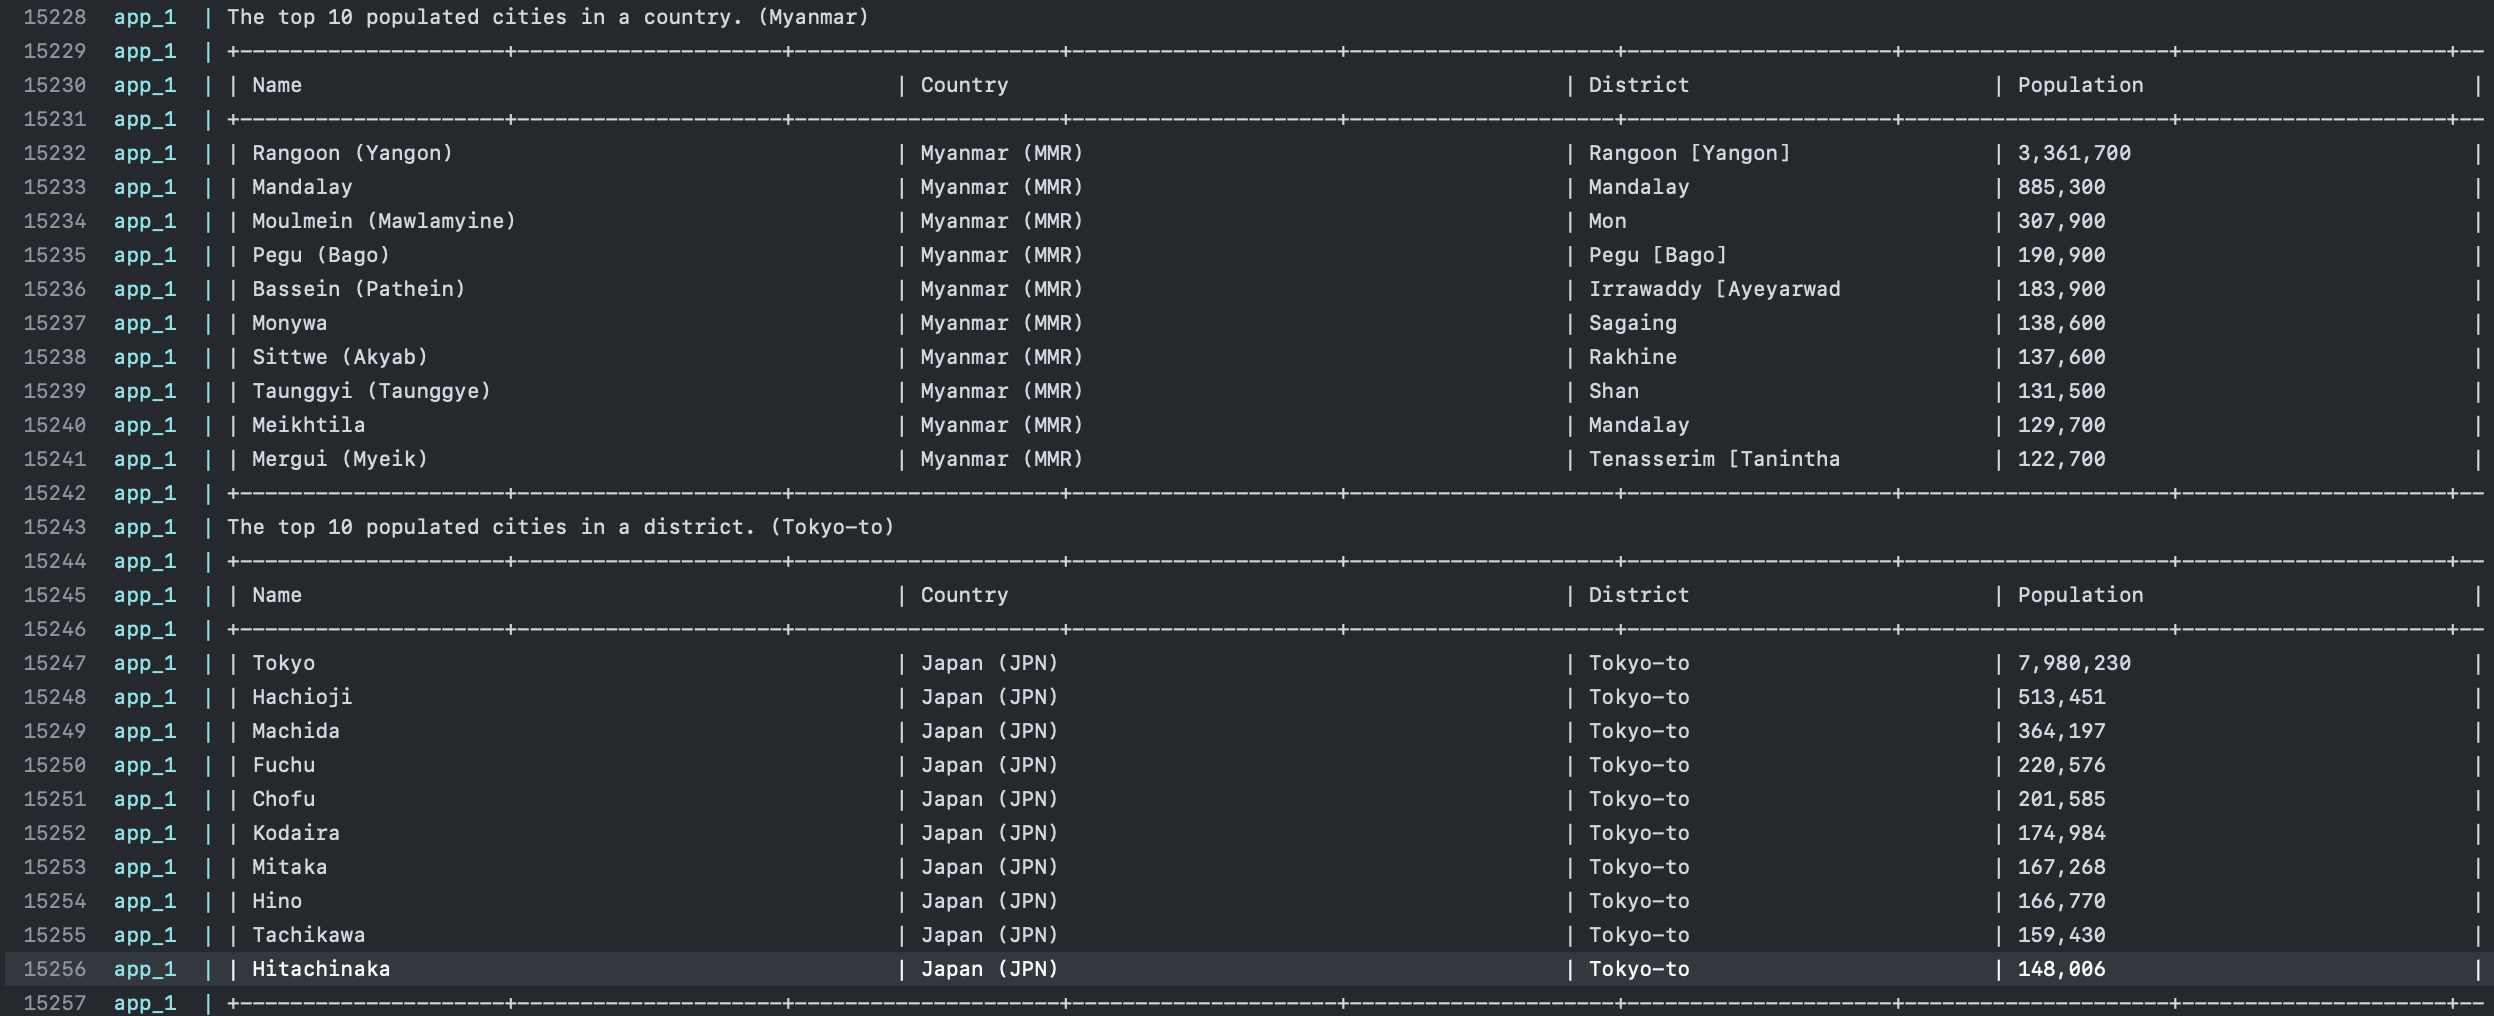 15228 app_1 | The top 10 populated cities in a country. (Myanmar)
15229 app_1 | +---------------------+---------------------+---------------------+---------------------+---------------------+---------------------+---------------------+---------------------+--
15230 app_1 | | Name | Country | District | Population |
15231 app_1 | +---------------------+---------------------+---------------------+---------------------+---------------------+---------------------+---------------------+---------------------+--
15232 app_1 | | Rangoon (Yangon) | Myanmar (MMR) | Rangoon [Yangon] | 3,361,700 |
15233 app_1 | | Mandalay | Myanmar (MMR) | Mandalay | 885,300 |
15234 app_1 | | Moulmein (Mawlamyine) | Myanmar (MMR) | Mon | 307,900 |
15235 app_1 | | Pegu (Bago) | Myanmar (MMR) | Pegu [Bago] | 190,900 |
15236 app_1 | | Bassein (Pathein) | Myanmar (MMR) | Irrawaddy [Ayeyarwad | 183,900 |
15237 app_1 | | Monywa | Myanmar (MMR) | Sagaing | 138,600 |
15238 app_1 | | Sittwe (Akyab) | Myanmar (MMR) | Rakhine | 137,600 |
15239 app_1 | | Taunggyi (Taunggye) | Myanmar (MMR) | Shan | 131,500 |
15240 app_1 | | Meikhtila | Myanmar (MMR) | Mandalay | 129,700 |
15241 app_1 | | Mergui (Myeik) | Myanmar (MMR) | Tenasserim [Tanintha | 122,700 |
15242 app_1 | +---------------------+---------------------+---------------------+---------------------+---------------------+---------------------+---------------------+---------------------+--
15243 app_1 | The top 10 populated cities in a district. (Tokyo-to)
15244 app_1 | +---------------------+---------------------+---------------------+---------------------+---------------------+---------------------+---------------------+---------------------+--
15245 app_1 | | Name | Country | District | Population |
15246 app_1 | +---------------------+---------------------+---------------------+---------------------+---------------------+---------------------+---------------------+---------------------+--
15247 app_1 | | Tokyo | Japan (JPN) | Tokyo-to | 7,980,230 |
15248 app_1 | | Hachioji | Japan (JPN) | Tokyo-to | 513,451 |
15249 app_1 | | Machida | Japan (JPN) | Tokyo-to | 364,197 |
15250 app_1 | | Fuchu | Japan (JPN) | Tokyo-to | 220,576 |
15251 app_1 | | Chofu | Japan (JPN) | Tokyo-to | 201,585 |
15252 app_1 | | Kodaira | Japan (JPN) | Tokyo-to | 174,984 |
15253 app_1 | | Mitaka | Japan (JPN) | Tokyo-to | 167,268 |
15254 app_1 | | Hino | Japan (JPN) | Tokyo-to | 166,770 |
15255 app_1 | | Tachikawa | Japan (JPN) | Tokyo-to | 159,430 |
15256 app_1 | | Hitachinaka | Japan (JPN) | Tokyo-to | 148,006 |
15257 app_1 | +---------------------+---------------------+---------------------+---------------------+---------------------+---------------------+---------------------+---------------------+--